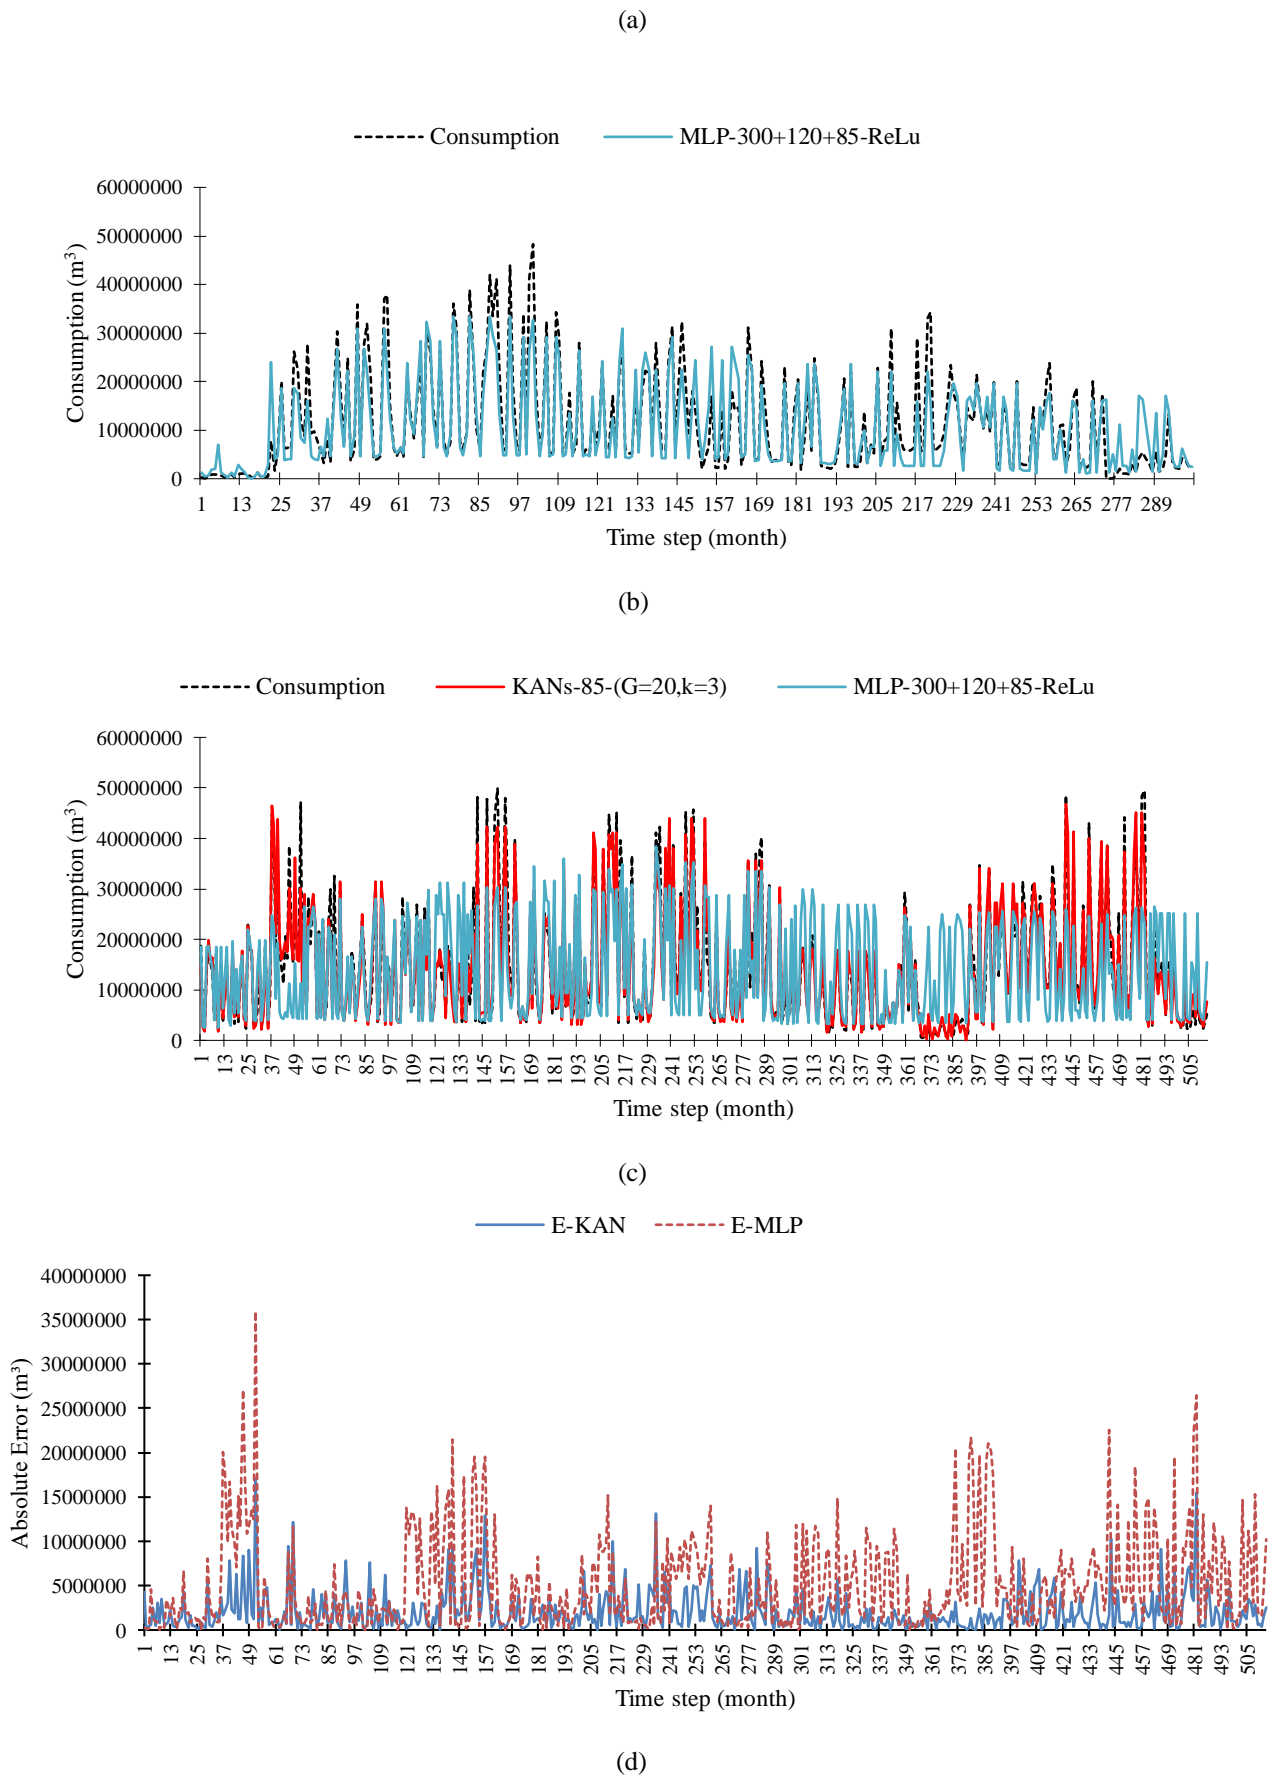 (a)
Consumption MLP-300+120+85-ReLu
60000000
50000000
40000000
30000000
20000000
10000000
0
Consumption (m³)
1 13 25 37 49 61 73 85 97 109 121 133 145 157 169 181 193 205 217 229 241 253 265 277 289
Time step (month)
(b)
Consumption KANs-85-(G=20,k=3) MLP-300+120+85-ReLu
60000000
50000000
40000000
30000000
20000000
10000000
0
Consumption (m³)
1 13 25 37 49 61 73 85 97 109 121 133 145 157 169 181 193 205 217 229 241 253 265 277 289 301 313 325 337 349 361 373 385 397 409 421 433 445 457 469 481 493 505
Time step (month)
(c)
E-KAN E-MLP
40000000
35000000
30000000
25000000
20000000
15000000
10000000
5000000
0
Absolute Error (m³)
1 13 25 37 49 61 73 85 97 109 121 133 145 157 169 181 193 205 217 229 241 253 265 277 289 301 313 325 337 349 361 373 385 397 409 421 433 445 457 469 481 493 505
Time step (month)
(d)